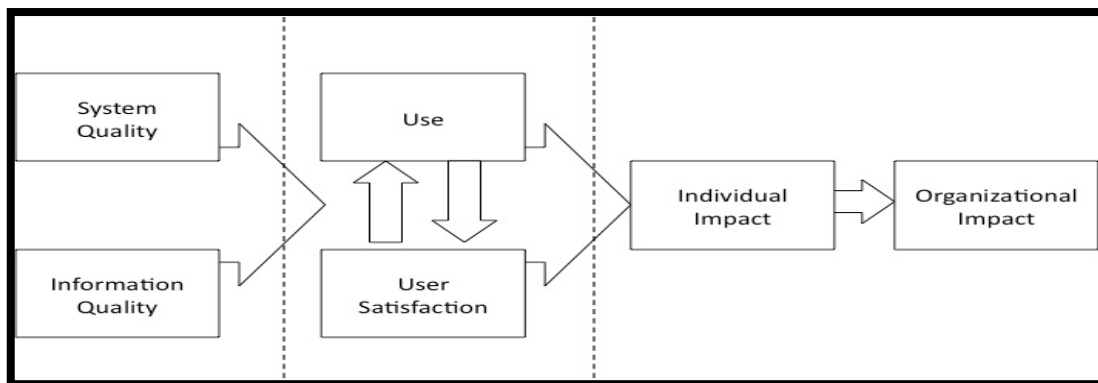 System
Quality
Use
Individual
Impact
Organizational
Impact
Information
Quality
User
Satisfaction